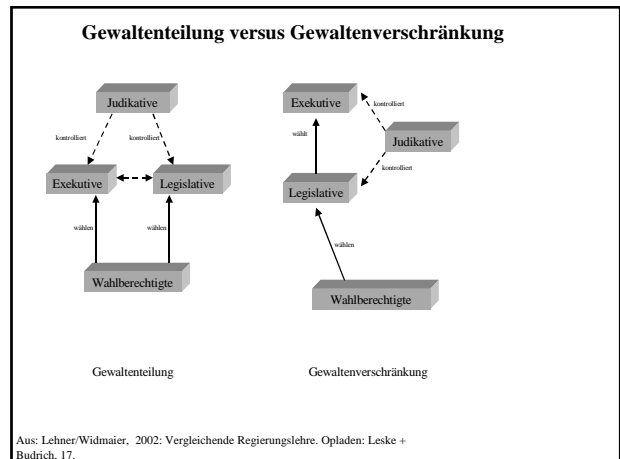 Gewaltenteilung versus Gewaltenverschränkung
Judikative
kontrolliert
kontrolliert
Exekutive
Legislative
wählen
wählen
Wahlberechtigte
Gewaltenteilung
Exekutive
kontrolliert
wählt
Judikative
kontrolliert
Legislative
wählen
Wahlberechtigte
Gewaltenverschränkung
Aus: Lehner/Widmaier, 2002: Vergleichende Regierungslehre. Opladen: Leske +
Budrich, 17.